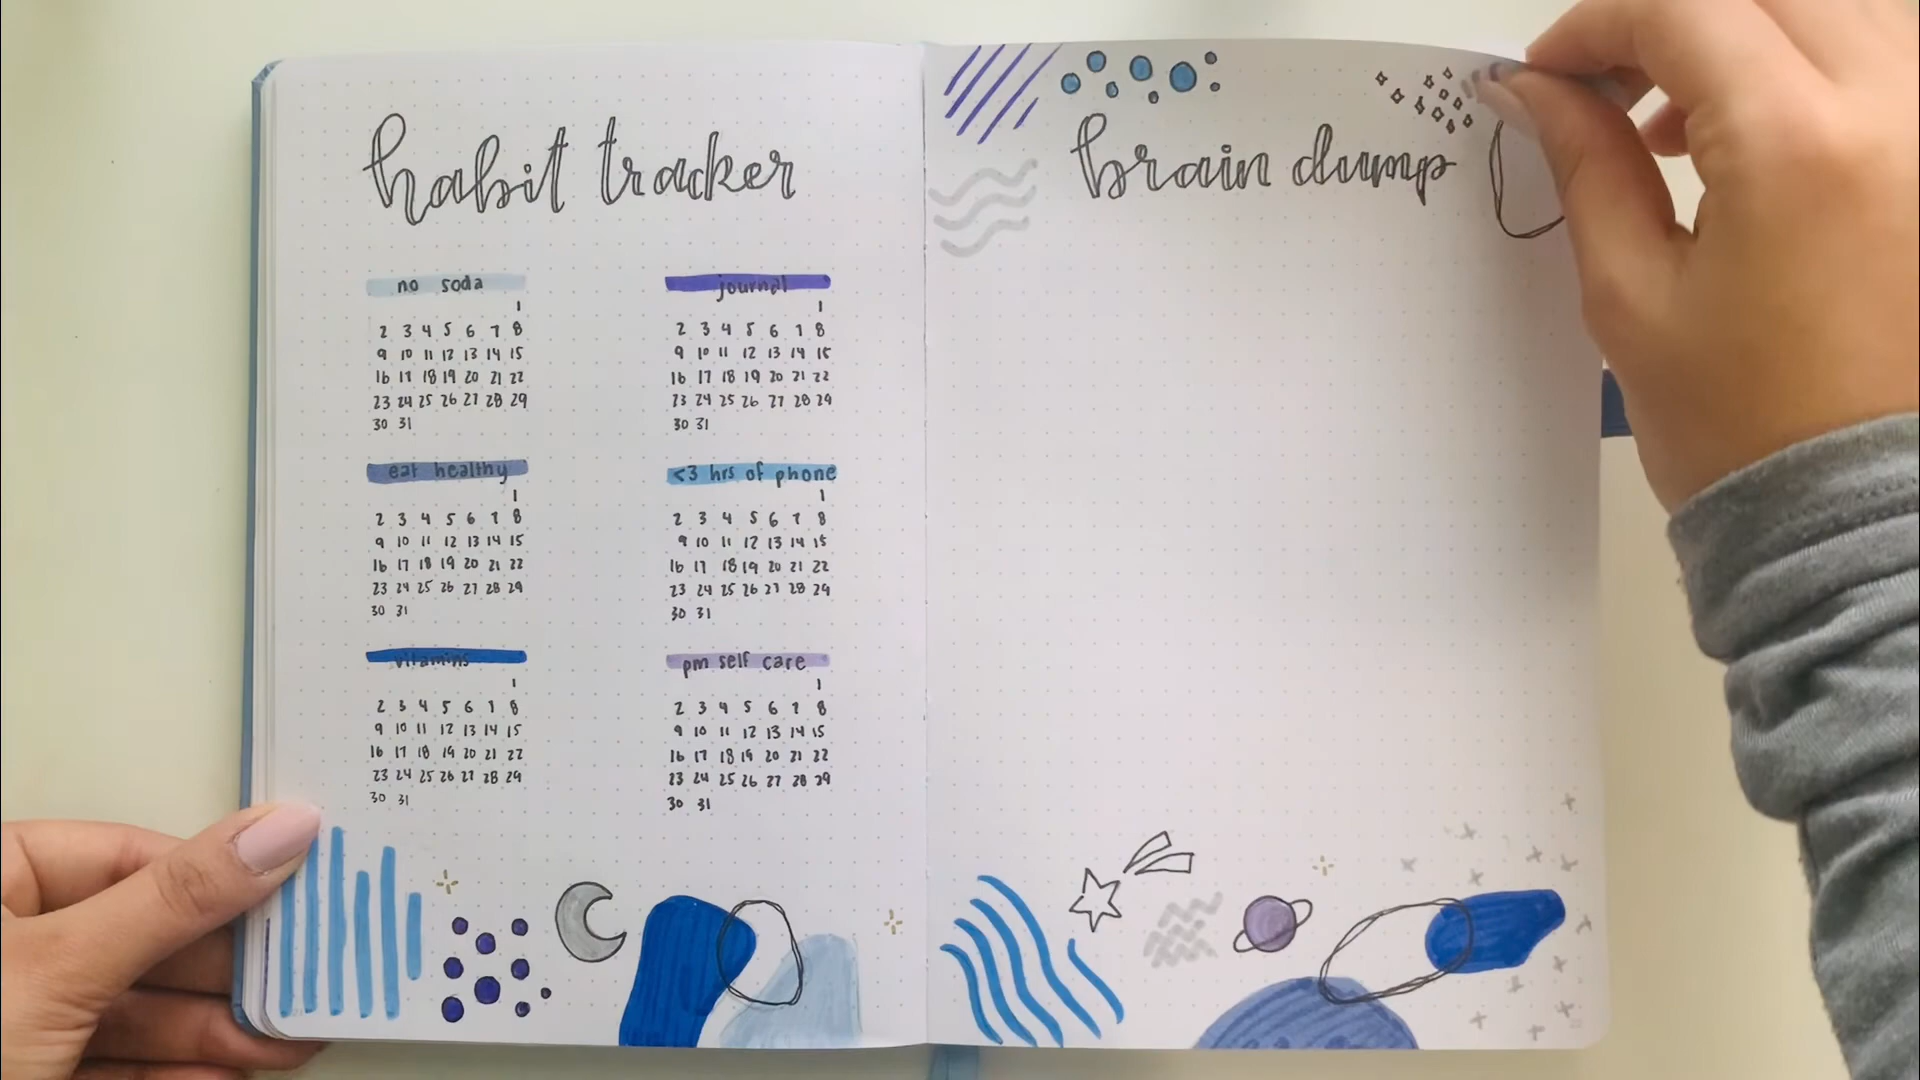 habit tracker
no soda
1
2 3 4 5 6 7 8
9 10 11 12 13 14 15
16 17 18 19 20 21 22
23 24 25 26 27 28 29
30 31
eat healthy
1
2 3 4 5 6 7 8
9 10 11 12 13 14 15
16 17 18 19 20 21 22
23 24 25 26 27 28 29
30 31
vitamins
1
2 3 4 5 6 7 8
9 10 11 12 13 14 15
16 17 18 19 20 21 22
23 24 25 26 27 28 29
30 31
journal
1
2 3 4 5 6 7 8
9 10 11 12 13 14 15
16 17 18 19 20 21 22
23 24 25 26 27 28 29
30 31
<3 hrs of phone
1
2 3 4 5 6 7 8
9 10 11 12 13 14 15
16 17 18 19 20 21 22
23 24 25 26 27 28 29
30 31
pm self care
1
2 3 4 5 6 7 8
9 10 11 12 13 14 15
16 17 18 19 20 21 22
23 24 25 26 27 28 29
30 31
brain dump